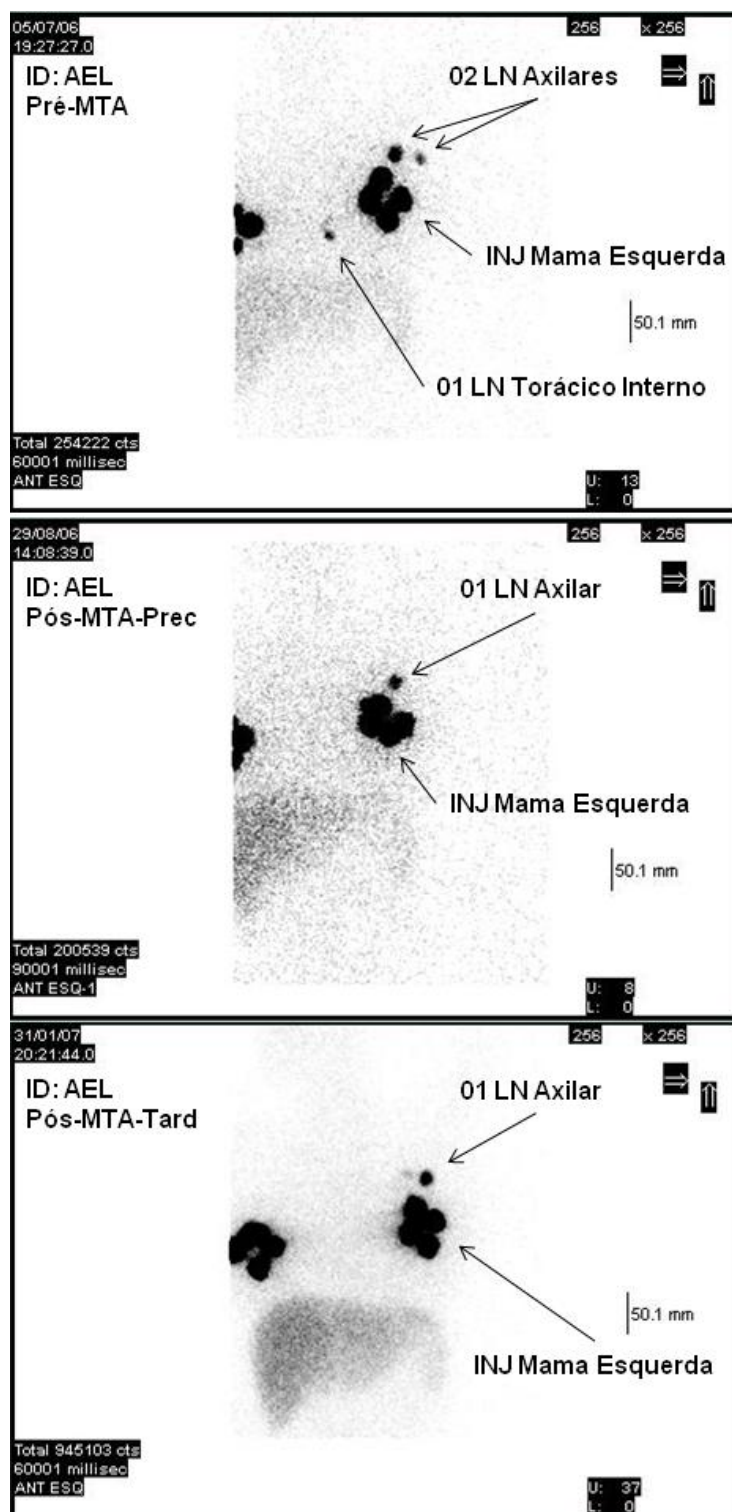 05/07/06
19:27:27.0
256 x 256
ID: AEL
Pré-MTA
02 LN Axilares
INJ Mama Esquerda
50.1 mm
01 LN Torácico Interno
Total 254222 cts
60001 millisec
ANT ESQ
U: 13
L: 0
29/08/06
14:08:39.0
256 x 256
ID: AEL
Pós-MTA-Prec
01 LN Axilar
INJ Mama Esquerda
50.1 mm
Total 200539 cts
90001 millisec
ANT ESQ-1
U: 8
L: 0
31/01/07
20:21:44.0
256 x 256
ID: AEL
Pós-MTA-Tard
01 LN Axilar
50.1 mm
INJ Mama Esquerda
Total 945103 cts
60001 millisec
ANT ESQ
U: 37
L: 0